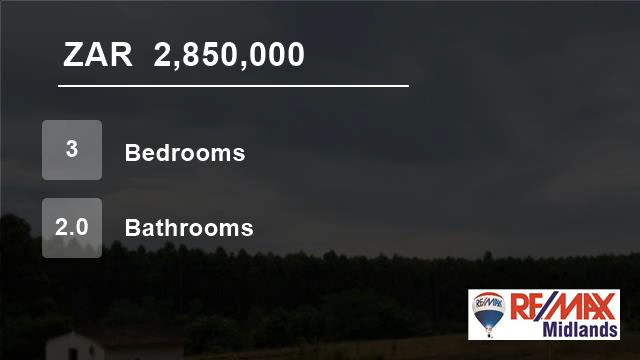 ZAR 2,850,000
3 Bedrooms
2.0 Bathrooms
RE/MAX RE/MAX
Midlands